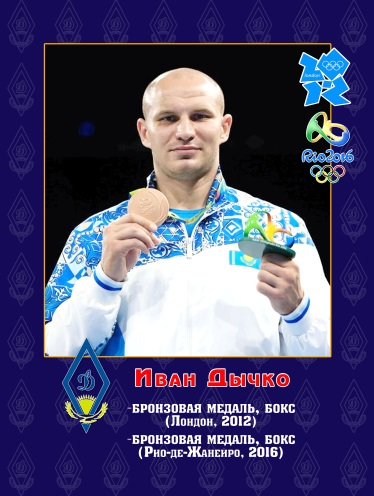 Rio2016
Иван Дычко
-БРОНЗОВАЯ МЕДАЛЬ, БОКС
(Лондон, 2012)
-БРОНЗОВАЯ МЕДАЛЬ, БОКС
(Рио-де-Жанейро, 2016)
Д